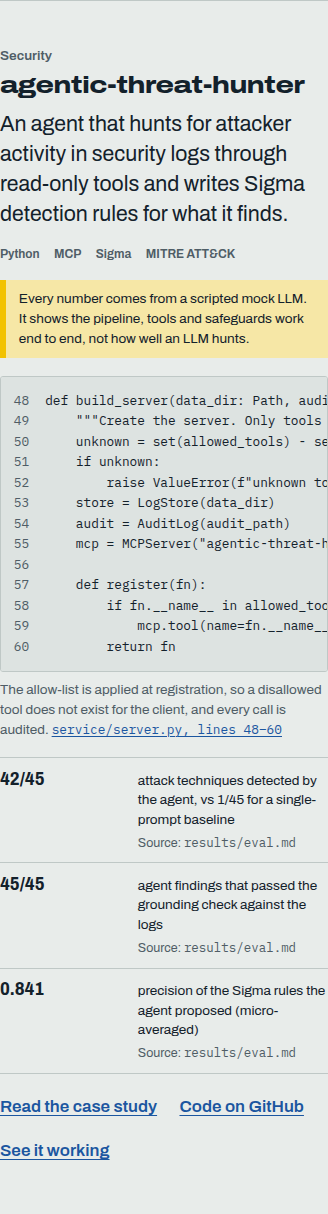 Security
agentic-threat-hunter
An agent that hunts for attacker
activity in security logs through
read-only tools and writes Sigma
detection rules for what it finds.
Python MCP Sigma MITRE ATT&CK
Every number comes from a scripted mock LLM.
It shows the pipeline, tools and safeguards work
end to end, not how well an LLM hunts.
48 def build_server(data_dir: Path, audi
49     """Create the server. Only tools
50     unknown = set(allowed_tools) - se
51     if unknown:
52         raise ValueError(f"unknown to
53     store = LogStore(data_dir)
54     audit = AuditLog(audit_path)
55     mcp = MCPServer("agentic-threat-h
56
57     def register(fn):
58         if fn.__name__ in allowed_too
59             mcp.tool(name=fn.__name__
60         return fn
The allow-list is applied at registration, so a disallowed
tool does not exist for the client, and every call is
audited. service/server.py, lines 48–60
42/45 attack techniques detected by
the agent, vs 1/45 for a single-
prompt baseline
Source: results/eval.md
45/45 agent findings that passed the
grounding check against the
logs
Source: results/eval.md
0.841 precision of the Sigma rules the
agent proposed (micro-
averaged)
Source: results/eval.md
Read the case study Code on GitHub
See it working